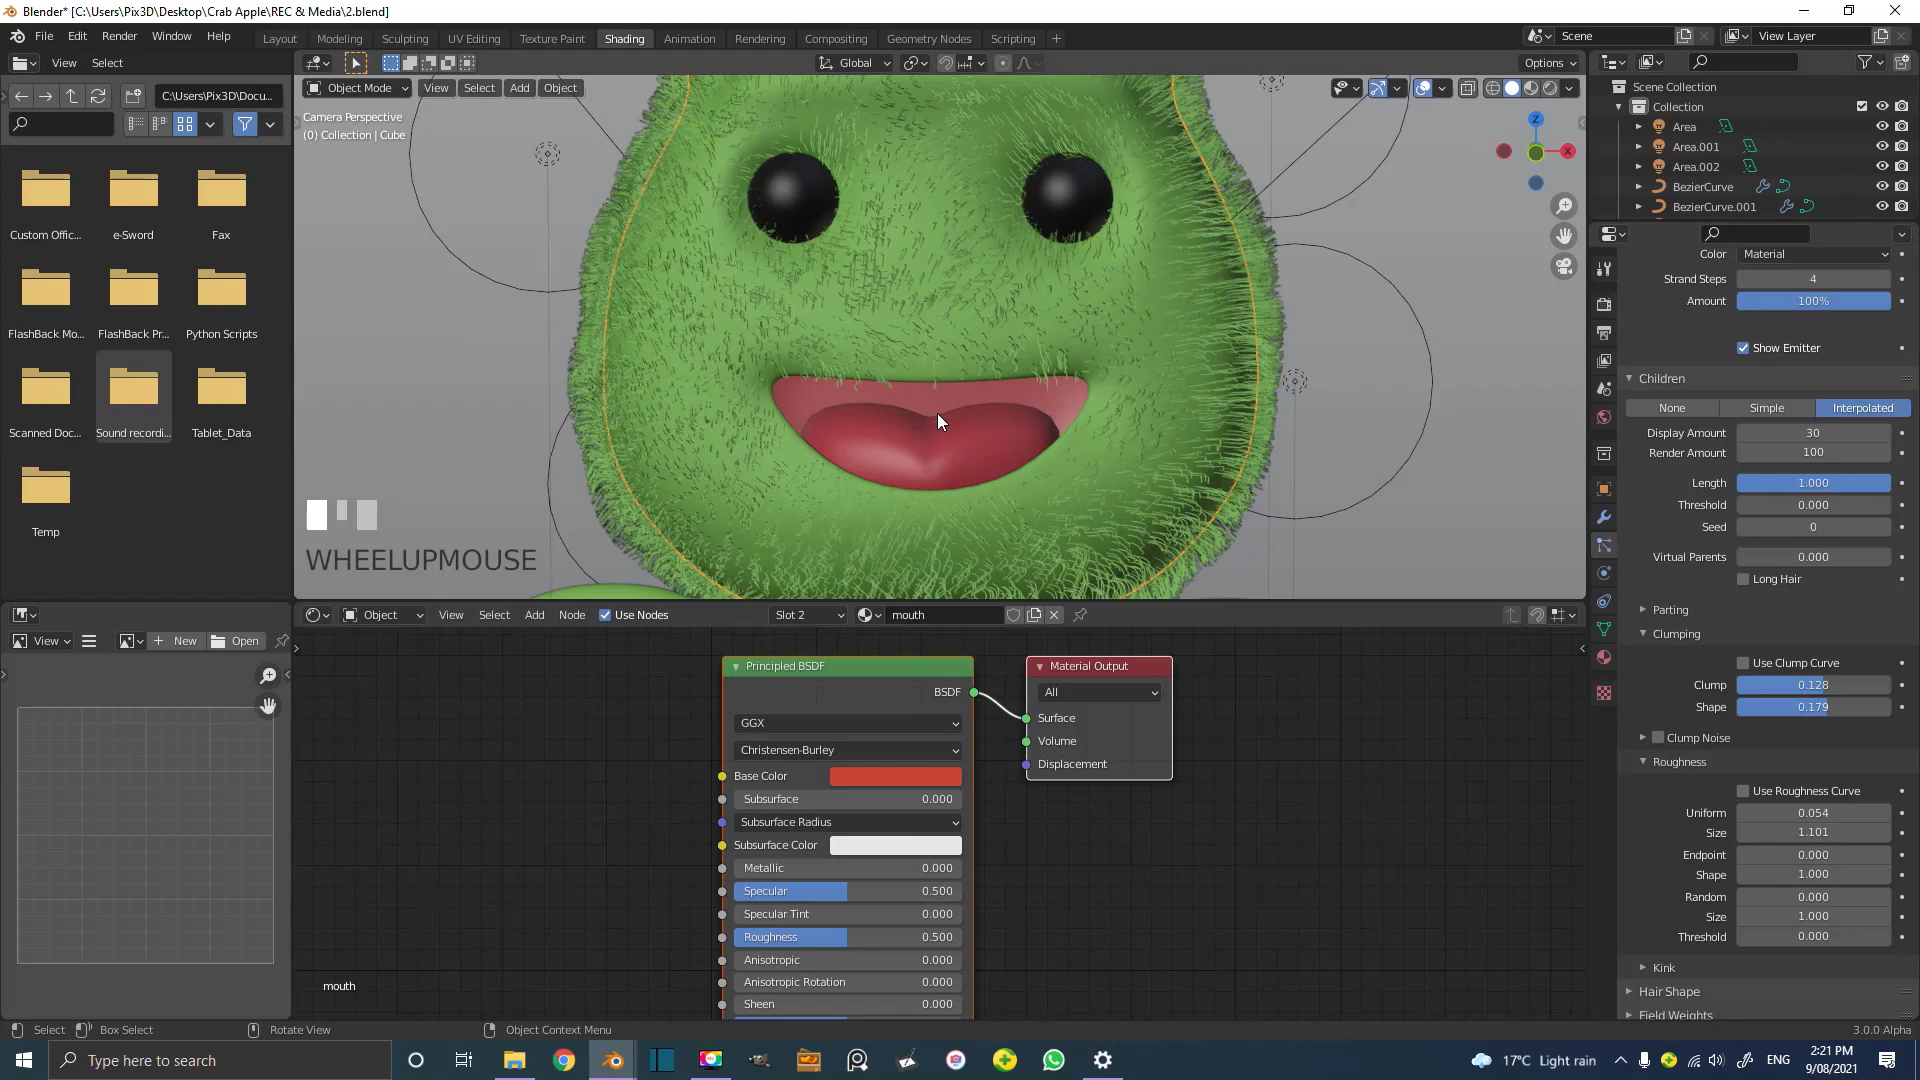 Blender* [C:\Users\Pix3D\Desktop\Crab Apple\REC & Media\2.blend]
File Edit Render Window Help
Layout Modeling Sculpting UV Editing Texture Paint Shading Animation Rendering Compositing Geometry Nodes Scripting
Scene
View Layer
View Select
Global
Options
C:\Users\Pix3D\Docu...
Object Mode View Select Add Object
Camera Perspective
(0) Collection | Cube
Custom Offic...
e-Sword
Fax
FlashBack Mo...
FlashBack Pr...
Python Scripts
Scanned Doc...
Sound recordi...
Tablet_Data
Temp
Z
X
WHEELUPMOUSE
Scene Collection
Collection
Area
Area.001
Area.002
BezierCurve
BezierCurve.001
Color Material
Strand Steps 4
Amount 100%
Show Emitter
Children
None Simple Interpolated
Display Amount 30
Render Amount 100
Length 1.000
Threshold 0.000
Seed 0
Virtual Parents 0.000
Long Hair
Parting
Clumping
Use Clump Curve
Clump 0.128
Shape 0.179
Clump Noise
Roughness
Use Roughness Curve
Uniform 0.054
Size 1.101
Endpoint 0.000
Shape 1.000
Random 0.000
Size 1.000
Threshold 0.000
Kink
Hair Shape
Field Weights
View New Open
Object View Select Add Node Use Nodes Slot 2 mouth
Principled BSDF
BSDF
GGX
Christensen-Burley
Base Color
Subsurface 0.000
Subsurface Radius
Subsurface Color
Metallic 0.000
Specular 0.500
Specular Tint 0.000
Roughness 0.500
Anisotropic 0.000
Anisotropic Rotation 0.000
Sheen 0.000
Material Output
All
Surface
Volume
Displacement
mouth
Select Box Select Rotate View Object Context Menu 3.0.0 Alpha
Type here to search
17°C Light rain
ENG
2:21 PM
9/08/2021